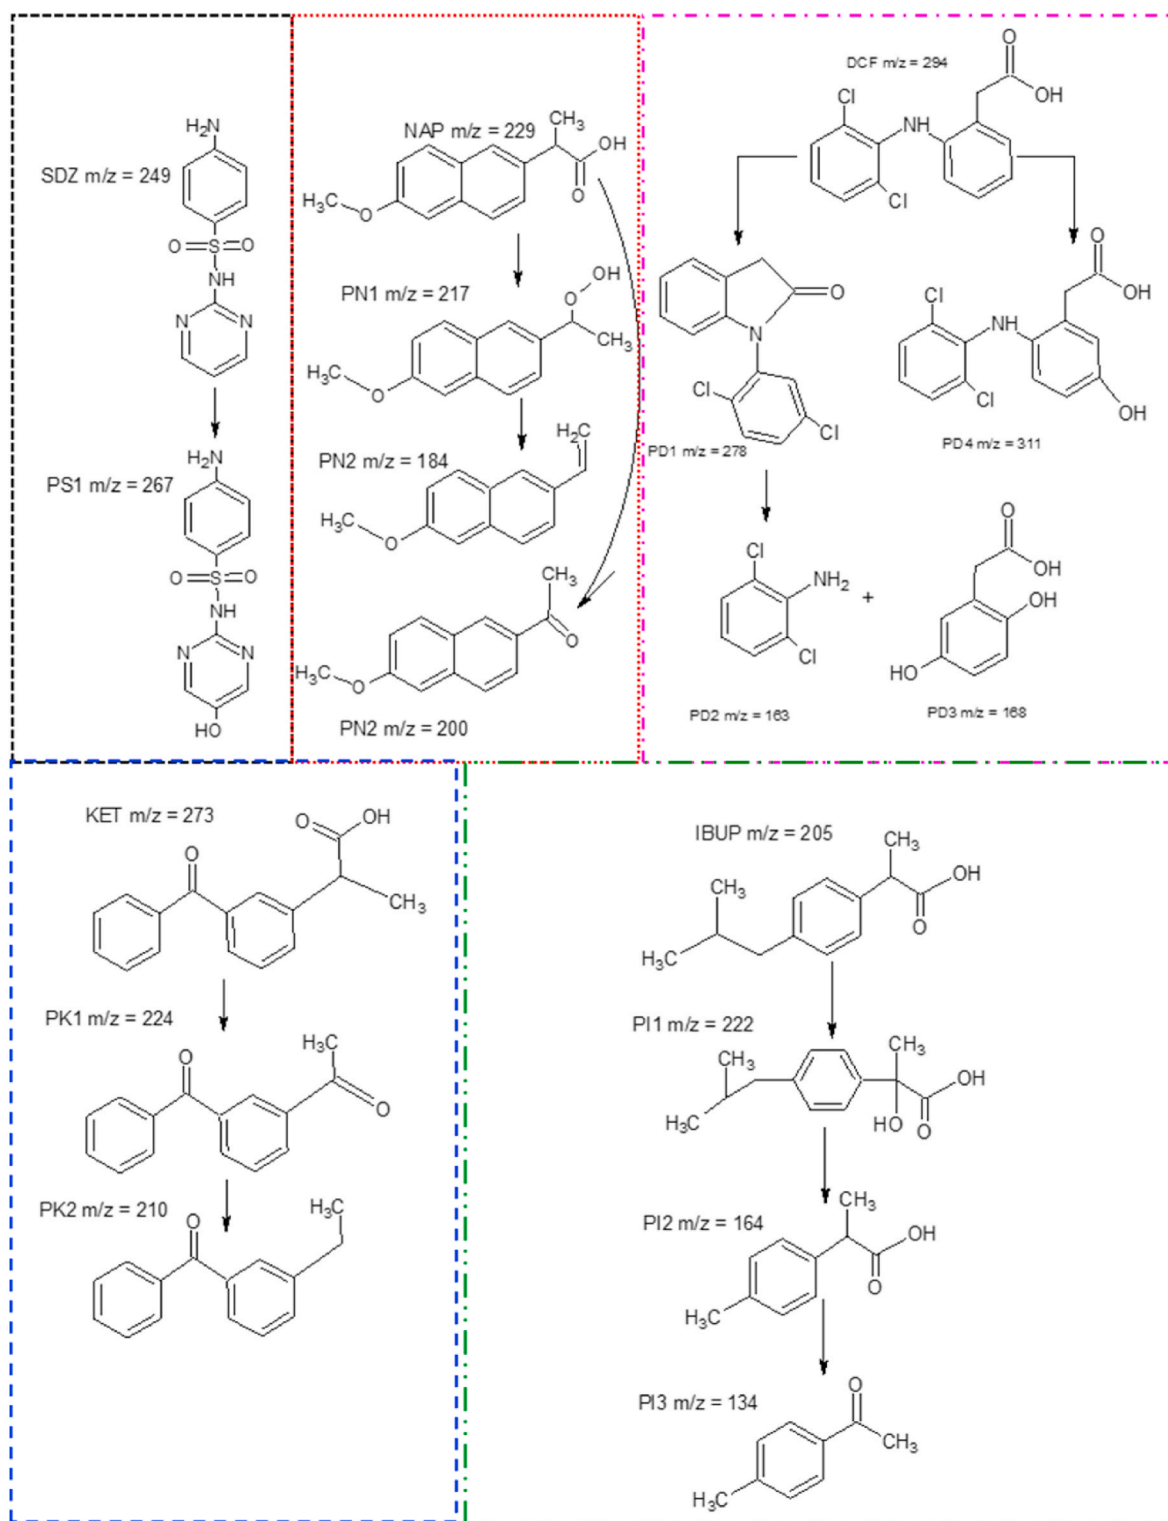 H₂N
SDZ m/z = 249
O=S=O
NH
N N
PS1 m/z = 267
H₂N
O=S=O
NH
N N
HO
NAP m/z = 229
CH₃
OH
O
H₃C
O
PN1 m/z = 217
OH
O
CH₃
H₃C
O
PN2 m/z = 184
H₂C
H₃C
O
CH₃
O
H₃C
O
PN2 m/z = 200
DCF m/z = 294
O
OH
Cl
NH
Cl
O
N
Cl
Cl
PD1 m/z = 278
O
OH
Cl
NH
Cl
OH
PD4 m/z = 311
Cl
NH₂
Cl
+
O
OH
OH
HO
PD2 m/z = 163
PD3 m/z = 168
KET m/z = 273
O
OH
O
CH₃
PK1 m/z = 224
H₃C
O
O
PK2 m/z = 210
H₃C
O
IBUP m/z = 205
CH₃
OH
O
CH₃
H₃C
PI1 m/z = 222
CH₃
CH₃
OH
H₃C
HO
O
PI2 m/z = 164
CH₃
OH
O
H₃C
PI3 m/z = 134
O
CH₃
H₃C